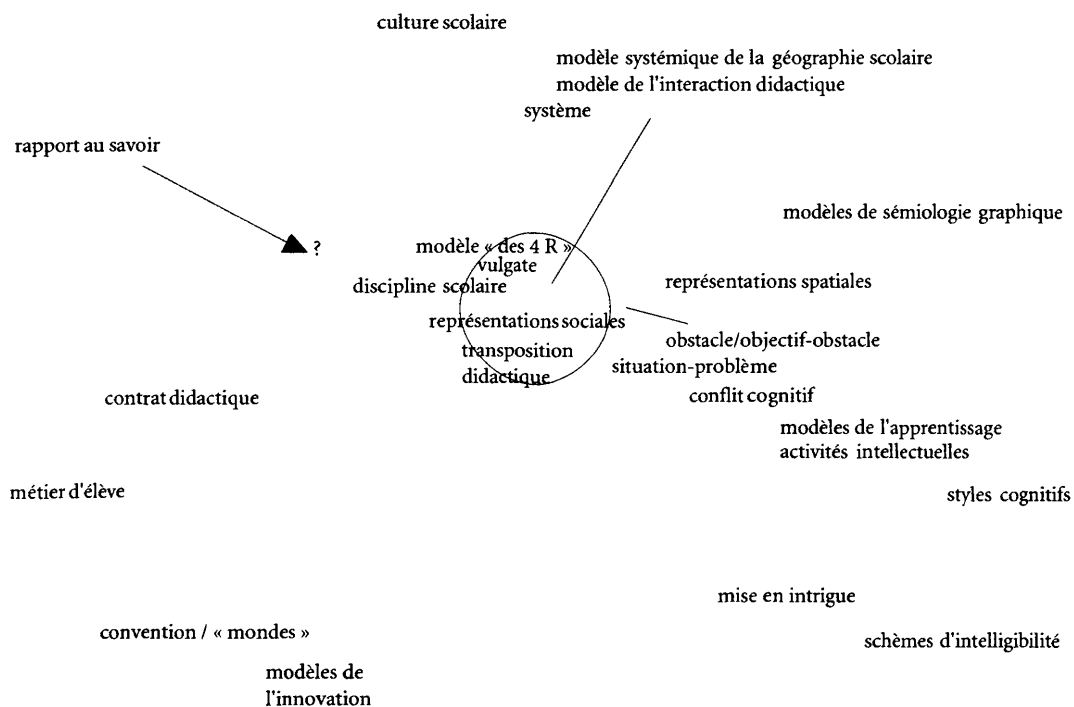 culture scolaire
modèle systémique de la géographie scolaire
modèle de l'interaction didactique
système
rapport au savoir
modèles de sémiologie graphique
?
modèle « des 4 R »
vulgate
discipline scolaire
représentations spatiales
représentations sociales
obstacle/objectif-obstacle
transposition
didactique
situation-problème
conflit cognitif
contrat didactique
modèles de l'apprentissage
activités intellectuelles
métier d'élève
styles cognitifs
mise en intrigue
convention / « mondes »
schèmes d'intelligibilité
modèles de
l'innovation